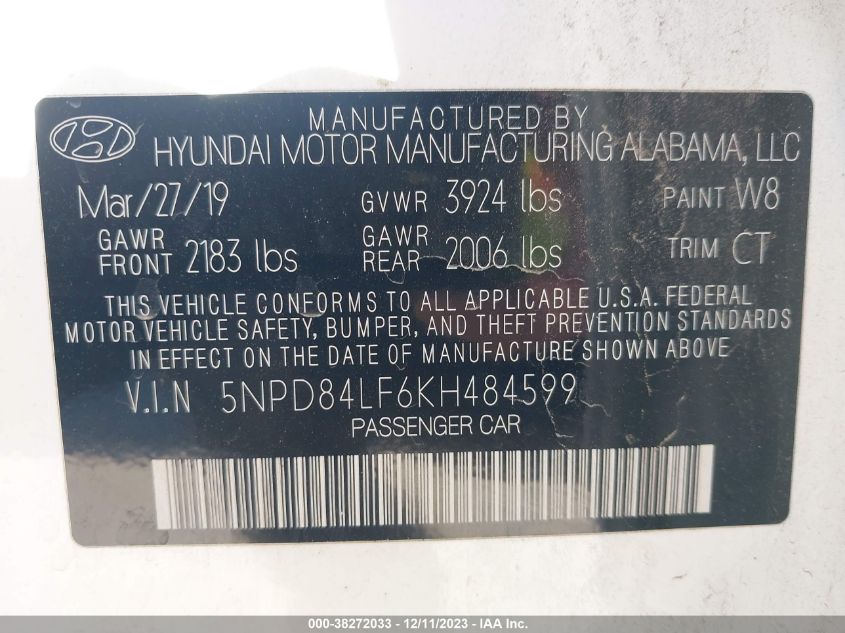 MANUFACTURED BY
HYUNDAI MOTOR MANUFACTURING ALABAMA, LLC
Mar/27/19 GVWR 3924 lbs PAINT W8
GAWR FRONT 2183 lbs GAWR REAR 2006 lbs TRIM CT
THIS VEHICLE CONFORMS TO ALL APPLICABLE U.S.A. FEDERAL
MOTOR VEHICLE SAFETY, BUMPER, AND THEFT PREVENTION STANDARDS
IN EFFECT ON THE DATE OF MANUFACTURE SHOWN ABOVE
V.I.N 5NPD84LF6KH484599
PASSENGER CAR
000-38272033 - 12/11/2023 - IAAI.COM